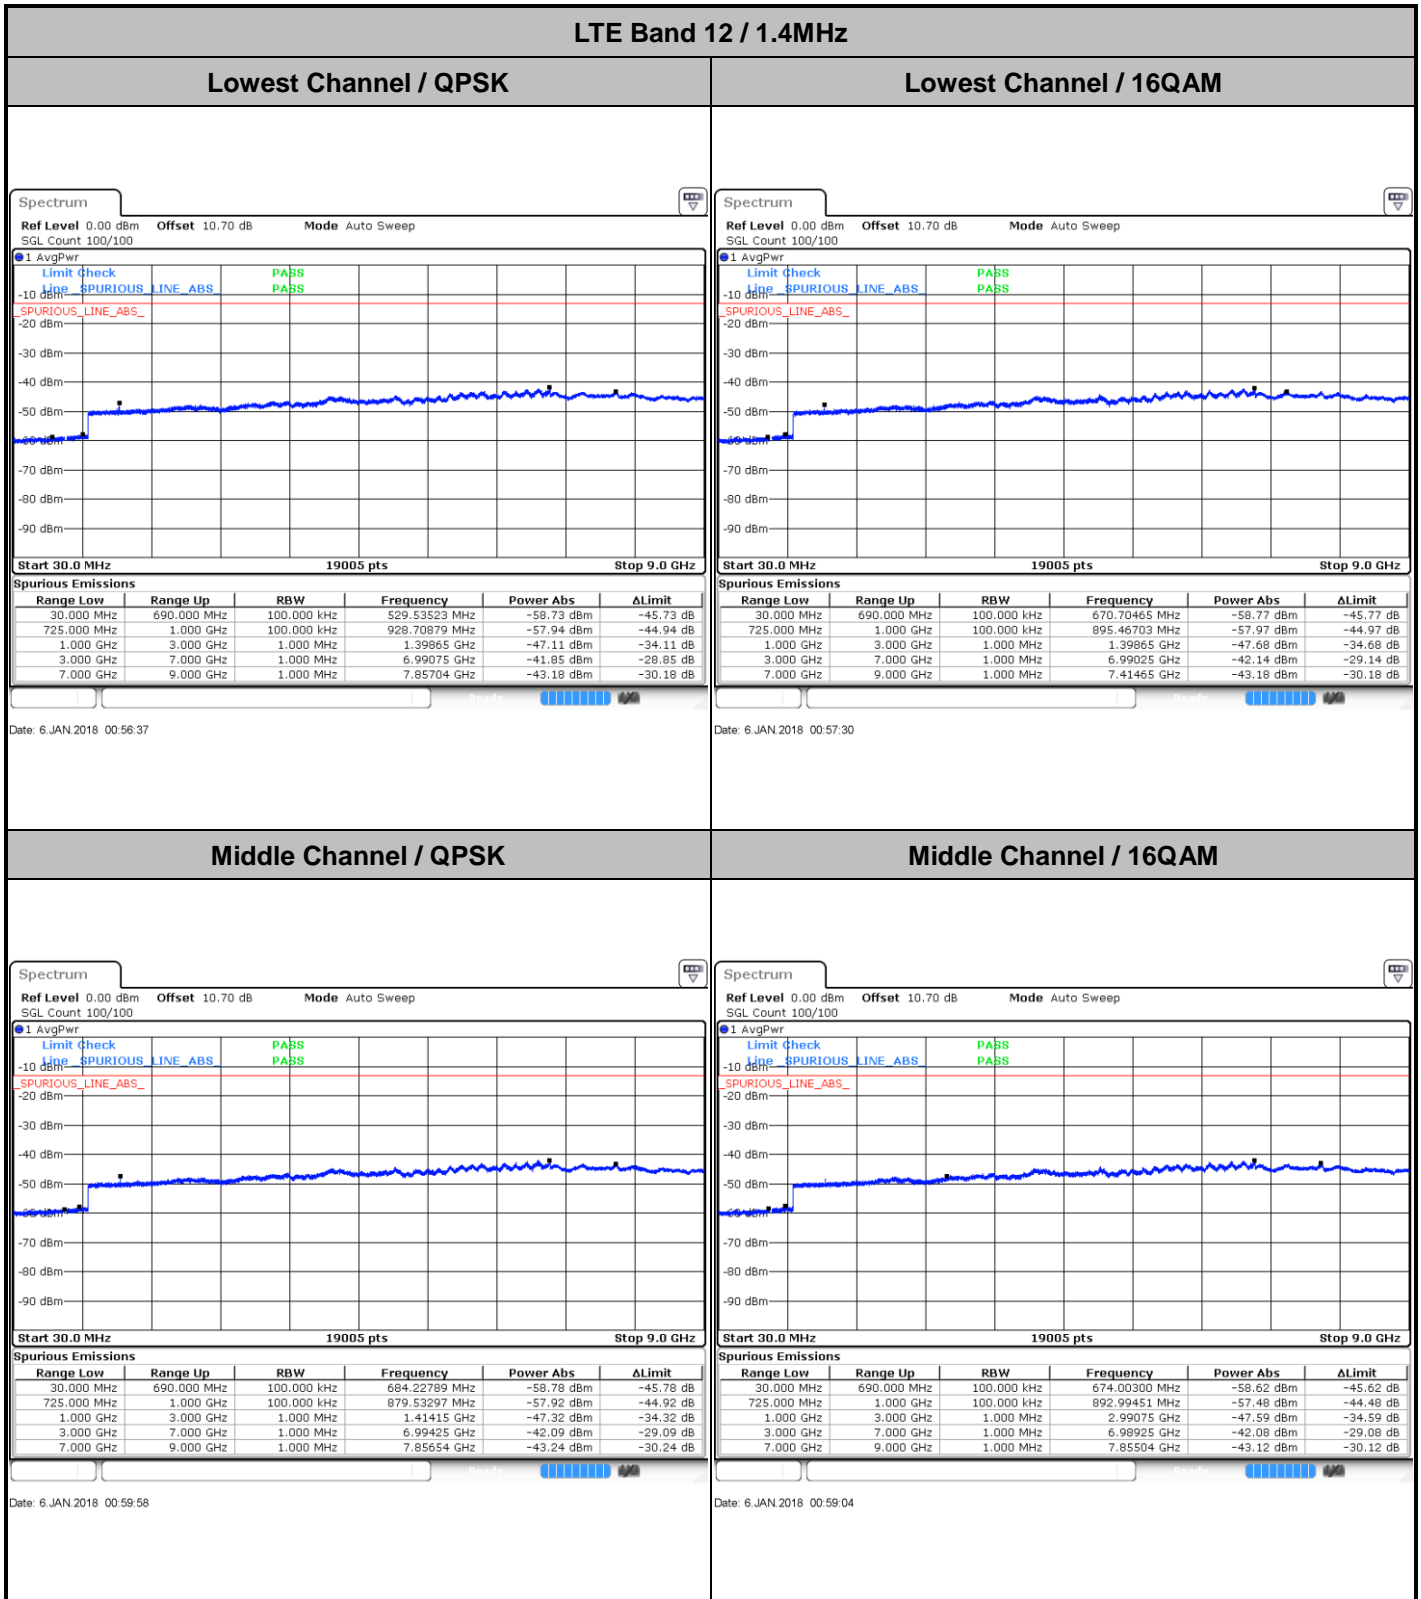 LTE Band 12 / 1.4MHz
Lowest Channel / QPSK
Lowest Channel / 16QAM
Spectrum
Ref Level 0.00 dBm Offset 10.70 dB Mode Auto Sweep
SGL Count 100/100
1 AvgPwr
Limit Check PASS
Line _SPURIOUS_LINE_ABS_ PASS
-10 dBm
_SPURIOUS_LINE_ABS_
-20 dBm
-30 dBm
-40 dBm
-50 dBm
-60 dBm
-70 dBm
-80 dBm
-90 dBm
Start 30.0 MHz 19005 pts Stop 9.0 GHz
Spurious Emissions
Range Low Range Up RBW Frequency Power Abs ΔLimit
30.000 MHz 690.000 MHz 100.000 kHz 529.53523 MHz -58.73 dBm -45.73 dB
725.000 MHz 1.000 GHz 100.000 kHz 928.70879 MHz -57.94 dBm -44.94 dB
1.000 GHz 3.000 GHz 1.000 MHz 1.39865 GHz -47.11 dBm -34.11 dB
3.000 GHz 7.000 GHz 1.000 MHz 6.99075 GHz -41.85 dBm -28.85 dB
7.000 GHz 9.000 GHz 1.000 MHz 7.85704 GHz -43.18 dBm -30.18 dB
Ready
Date: 6.JAN.2018 00:56:37
Spectrum
Ref Level 0.00 dBm Offset 10.70 dB Mode Auto Sweep
SGL Count 100/100
1 AvgPwr
Limit Check PASS
Line _SPURIOUS_LINE_ABS_ PASS
-10 dBm
_SPURIOUS_LINE_ABS_
-20 dBm
-30 dBm
-40 dBm
-50 dBm
-60 dBm
-70 dBm
-80 dBm
-90 dBm
Start 30.0 MHz 19005 pts Stop 9.0 GHz
Spurious Emissions
Range Low Range Up RBW Frequency Power Abs ΔLimit
30.000 MHz 690.000 MHz 100.000 kHz 670.70465 MHz -58.77 dBm -45.77 dB
725.000 MHz 1.000 GHz 100.000 kHz 895.46703 MHz -57.97 dBm -44.97 dB
1.000 GHz 3.000 GHz 1.000 MHz 1.39865 GHz -47.68 dBm -34.68 dB
3.000 GHz 7.000 GHz 1.000 MHz 6.99025 GHz -42.14 dBm -29.14 dB
7.000 GHz 9.000 GHz 1.000 MHz 7.41465 GHz -43.18 dBm -30.18 dB
Ready
Date: 6.JAN.2018 00:57:30
Middle Channel / QPSK
Middle Channel / 16QAM
Spectrum
Ref Level 0.00 dBm Offset 10.70 dB Mode Auto Sweep
SGL Count 100/100
1 AvgPwr
Limit Check PASS
Line _SPURIOUS_LINE_ABS_ PASS
-10 dBm
_SPURIOUS_LINE_ABS_
-20 dBm
-30 dBm
-40 dBm
-50 dBm
-60 dBm
-70 dBm
-80 dBm
-90 dBm
Start 30.0 MHz 19005 pts Stop 9.0 GHz
Spurious Emissions
Range Low Range Up RBW Frequency Power Abs ΔLimit
30.000 MHz 690.000 MHz 100.000 kHz 684.22789 MHz -58.78 dBm -45.78 dB
725.000 MHz 1.000 GHz 100.000 kHz 879.53297 MHz -57.92 dBm -44.92 dB
1.000 GHz 3.000 GHz 1.000 MHz 1.41415 GHz -47.32 dBm -34.32 dB
3.000 GHz 7.000 GHz 1.000 MHz 6.99425 GHz -42.09 dBm -29.09 dB
7.000 GHz 9.000 GHz 1.000 MHz 7.85654 GHz -43.24 dBm -30.24 dB
Ready
Date: 6.JAN.2018 00:59:58
Spectrum
Ref Level 0.00 dBm Offset 10.70 dB Mode Auto Sweep
SGL Count 100/100
1 AvgPwr
Limit Check PASS
Line _SPURIOUS_LINE_ABS_ PASS
-10 dBm
_SPURIOUS_LINE_ABS_
-20 dBm
-30 dBm
-40 dBm
-50 dBm
-60 dBm
-70 dBm
-80 dBm
-90 dBm
Start 30.0 MHz 19005 pts Stop 9.0 GHz
Spurious Emissions
Range Low Range Up RBW Frequency Power Abs ΔLimit
30.000 MHz 690.000 MHz 100.000 kHz 674.00300 MHz -58.62 dBm -45.62 dB
725.000 MHz 1.000 GHz 100.000 kHz 892.99451 MHz -57.48 dBm -44.48 dB
1.000 GHz 3.000 GHz 1.000 MHz 2.99075 GHz -47.59 dBm -34.59 dB
3.000 GHz 7.000 GHz 1.000 MHz 6.98925 GHz -42.08 dBm -29.08 dB
7.000 GHz 9.000 GHz 1.000 MHz 7.85504 GHz -43.12 dBm -30.12 dB
Ready
Date: 6.JAN.2018 00:59:04